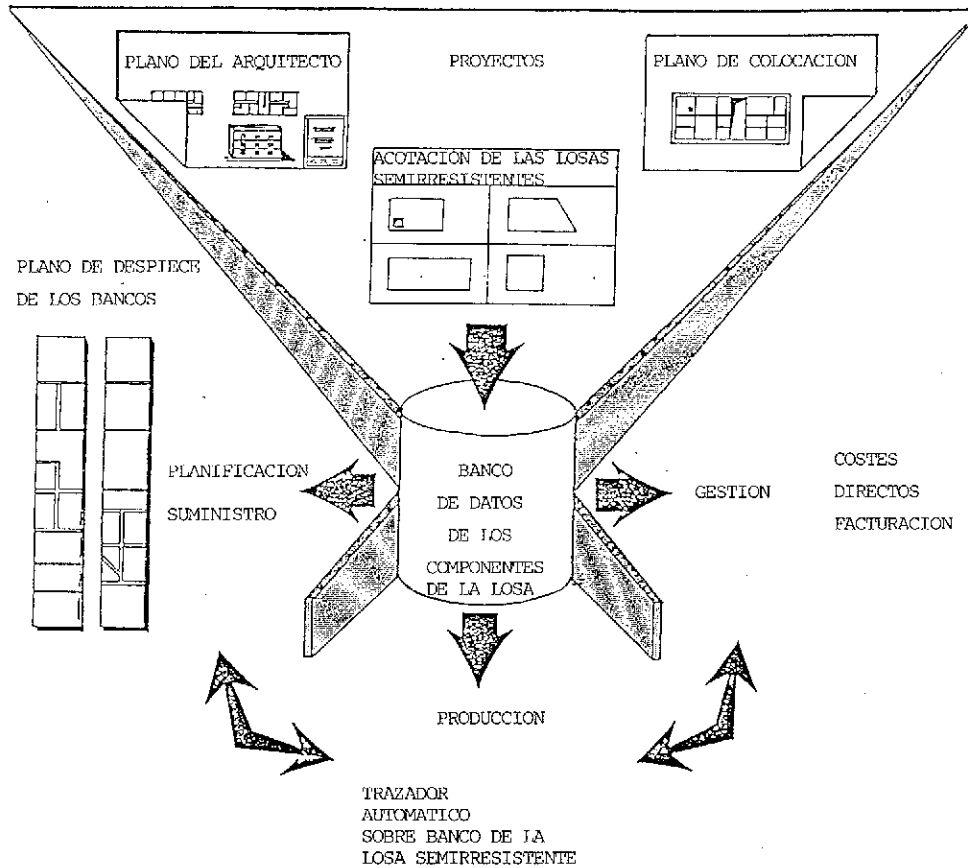 PLANO DEL ARQUITECTO
PROYECTOS
PLANO DE COLOCACION
ACOTACION DE LAS LOSAS
SEMIRRESISTENTES
PLANO DE DESPIECE
DE LOS BANCOS
PLANIFICACION
SUMINISTRO
BANCO
DE DATOS
DE LOS
COMPONENTES
DE LA LOSA
GESTION
COSTES
DIRECTOS
FACTURACION
PRODUCCION
TRAZADOR
AUTOMATICO
SOBRE BANCO DE LA
LOSA SEMIRRESISTENTE